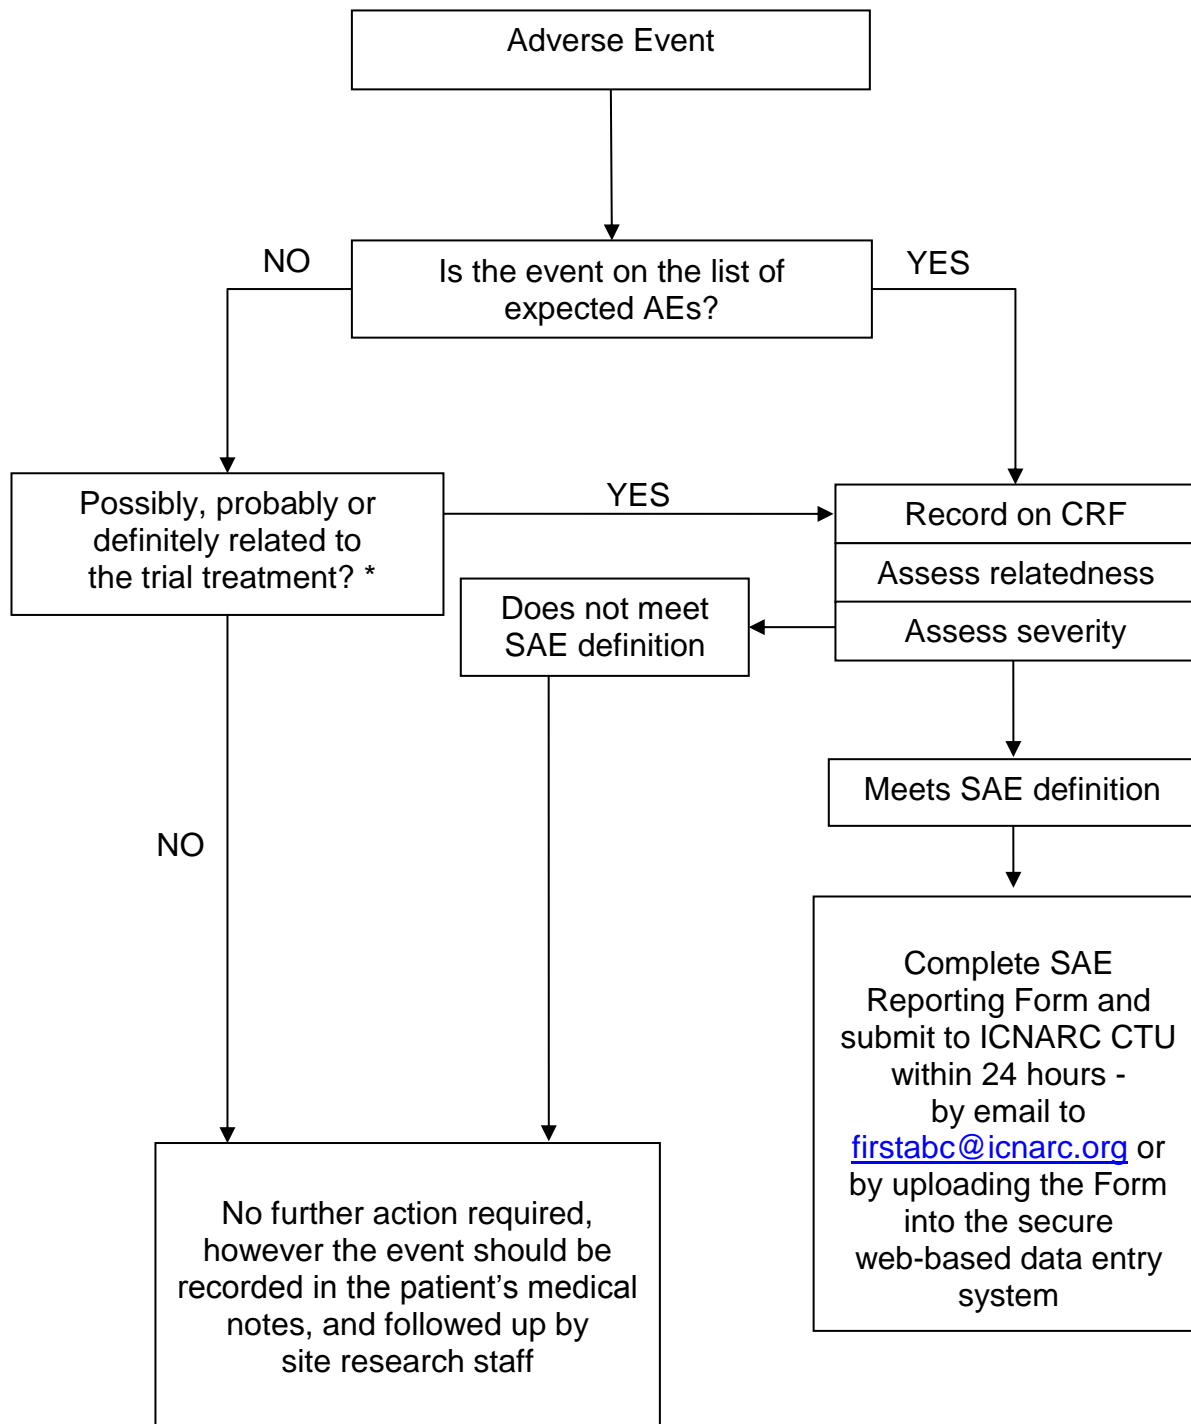 Adverse Event
NO
Is the event on the list of
expected AEs?
YES
Possibly, probably or
definitely related to
the trial treatment? *
YES
Record on CRF
Assess relatedness
Assess severity
Does not meet
SAE definition
Meets SAE definition
NO
Complete SAE
Reporting Form and
submit to ICNARC CTU
within 24 hours -
by email to
firstabc@icnarc.org or
by uploading the Form
into the secure
web-based data entry
system
No further action required,
however the event should be
recorded in the patient’s medical
notes, and followed up by
site research staff